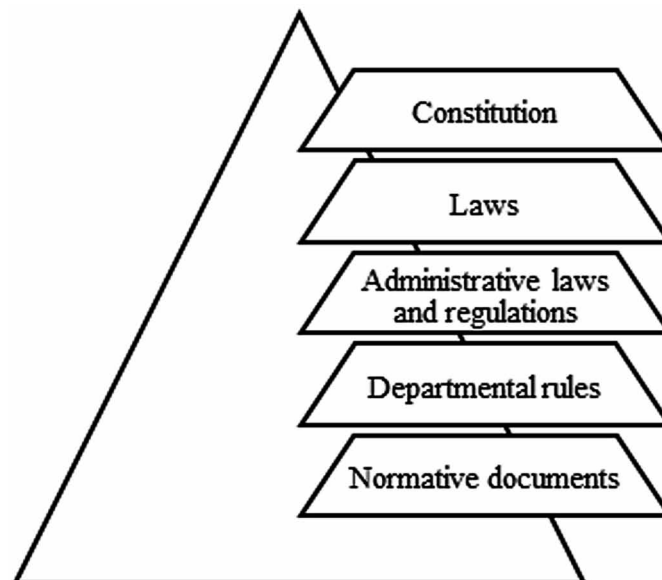 Constitution
Laws
Administrative laws
and regulations
Departmental rules
Normative documents